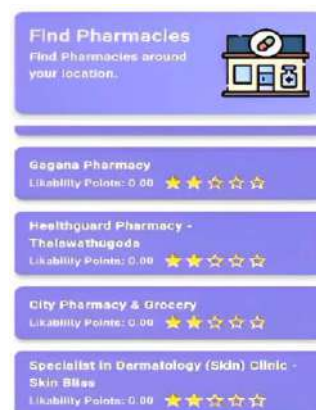 Find Pharmacies
Find Pharmacies around
your location.
Gagana Pharmacy
Likability Points: 0.00
Healthguard Pharmacy -
Thalawathugoda
Likability Points: 0.00
City Pharmacy & Grocery
Likability Points: 0.00
Specialist in Dermatology (Skin) Clinic -
Skin Bliss
Likability Points: 0.00